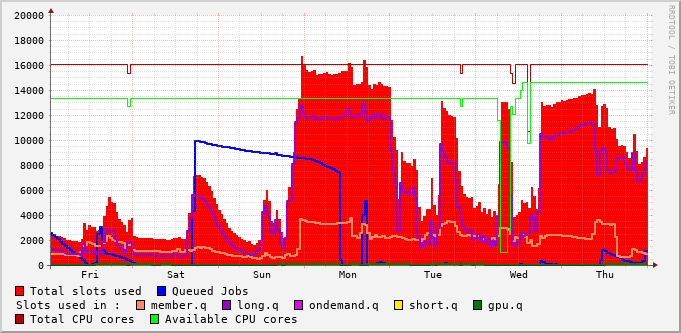 20000
18000
16000
14000
12000
10000
8000
6000
4000
2000
0
Fri Sat Sun Mon Tue Wed Thu
RRDTOOL / TOBI OETIKER
Total slots used Queued Jobs
Slots used in : member.q long.q ondemand.q short.q gpu.q
Total CPU cores Available CPU cores